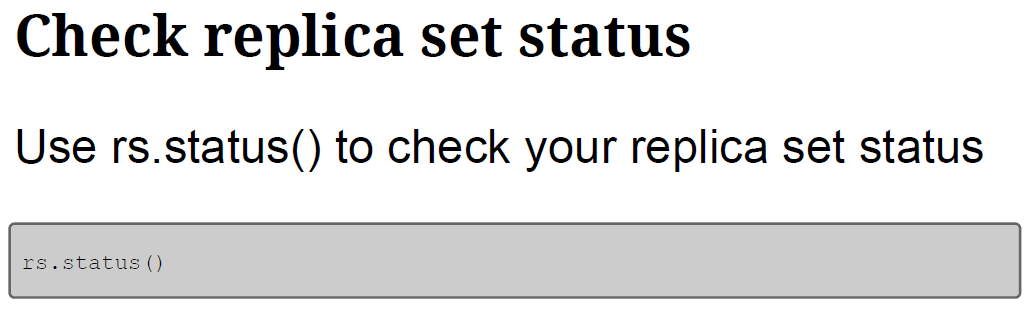 Check replica set status
Use rs.status() to check your replica set status
rs.status()